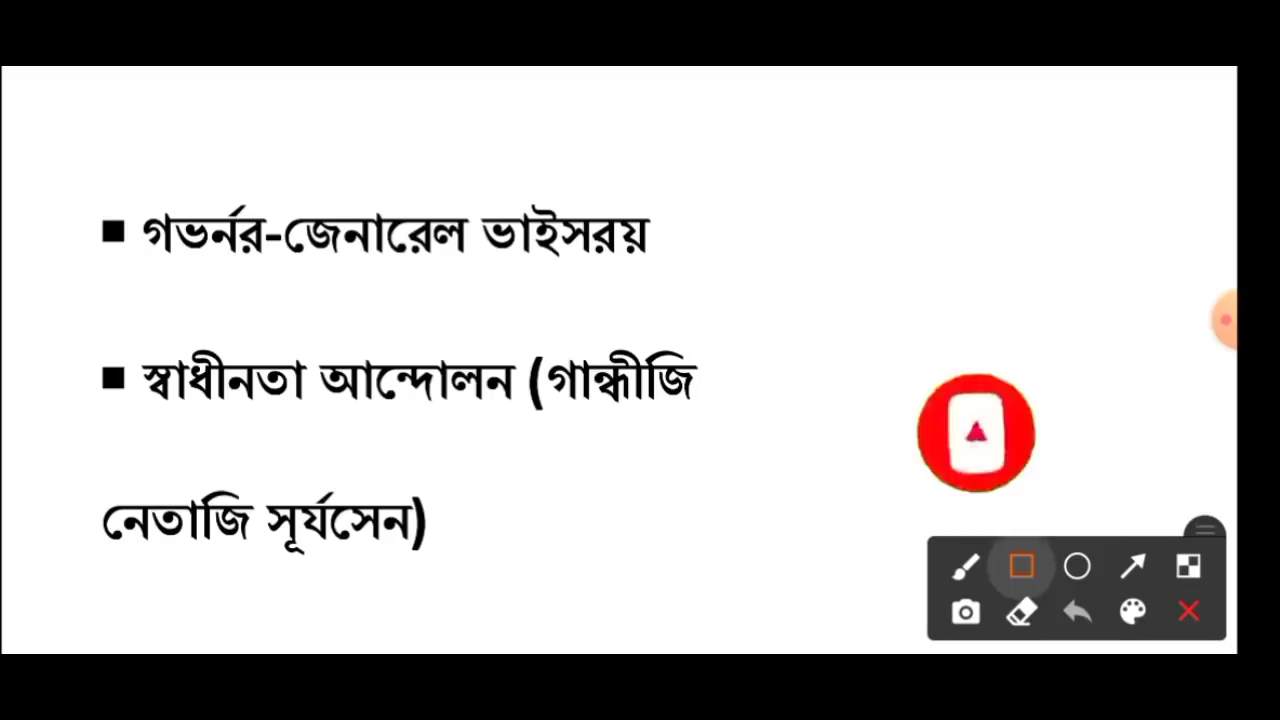 ■ গভর্নর-জেনারেল ভাইসরয়
■ স্বাধীনতা আন্দোলন (গান্ধীজি
নেতাজি সূর্যসেন)